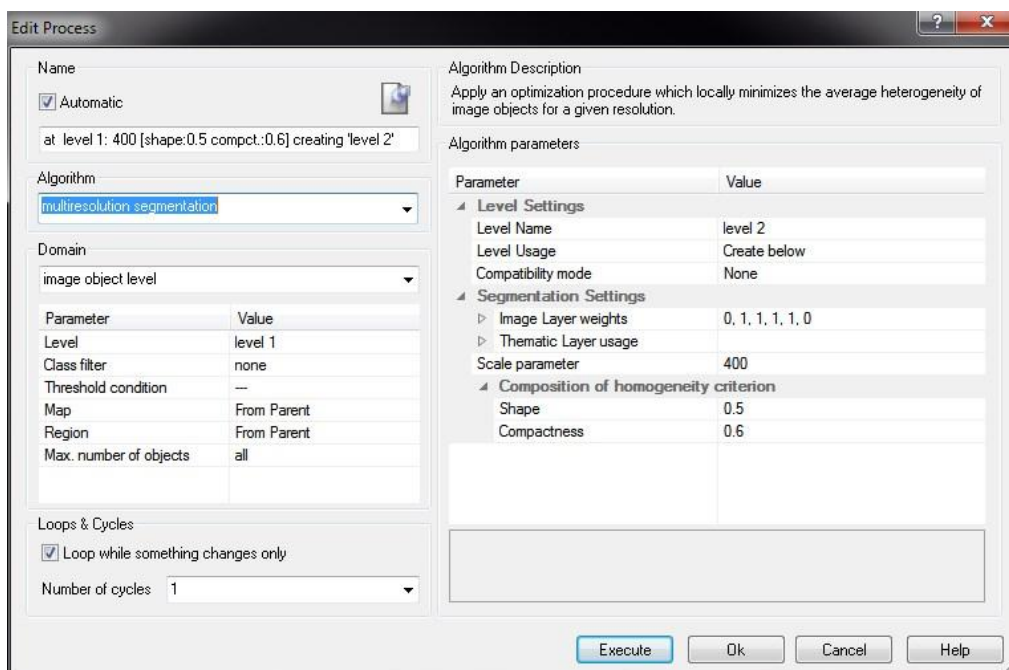 Edit Process
Name
Automatic
at level 1: 400 [shape:0.5 compct.:0.6] creating 'level 2'
Algorithm
multiresolution segmentation
Domain
image object level
Parameter Value
Level level 1
Class filter none
Threshold condition ---
Map From Parent
Region From Parent
Max. number of objects all
Loops & Cycles
Loop while something changes only
Number of cycles 1
Algorithm Description
Apply an optimization procedure which locally minimizes the average heterogeneity of
image objects for a given resolution.
Algorithm parameters
Parameter Value
Level Settings
Level Name level 2
Level Usage Create below
Compatibility mode None
Segmentation Settings
Image Layer weights 0, 1, 1, 1, 1, 0
Thematic Layer usage
Scale parameter 400
Composition of homogeneity criterion
Shape 0.5
Compactness 0.6
Execute Ok Cancel Help